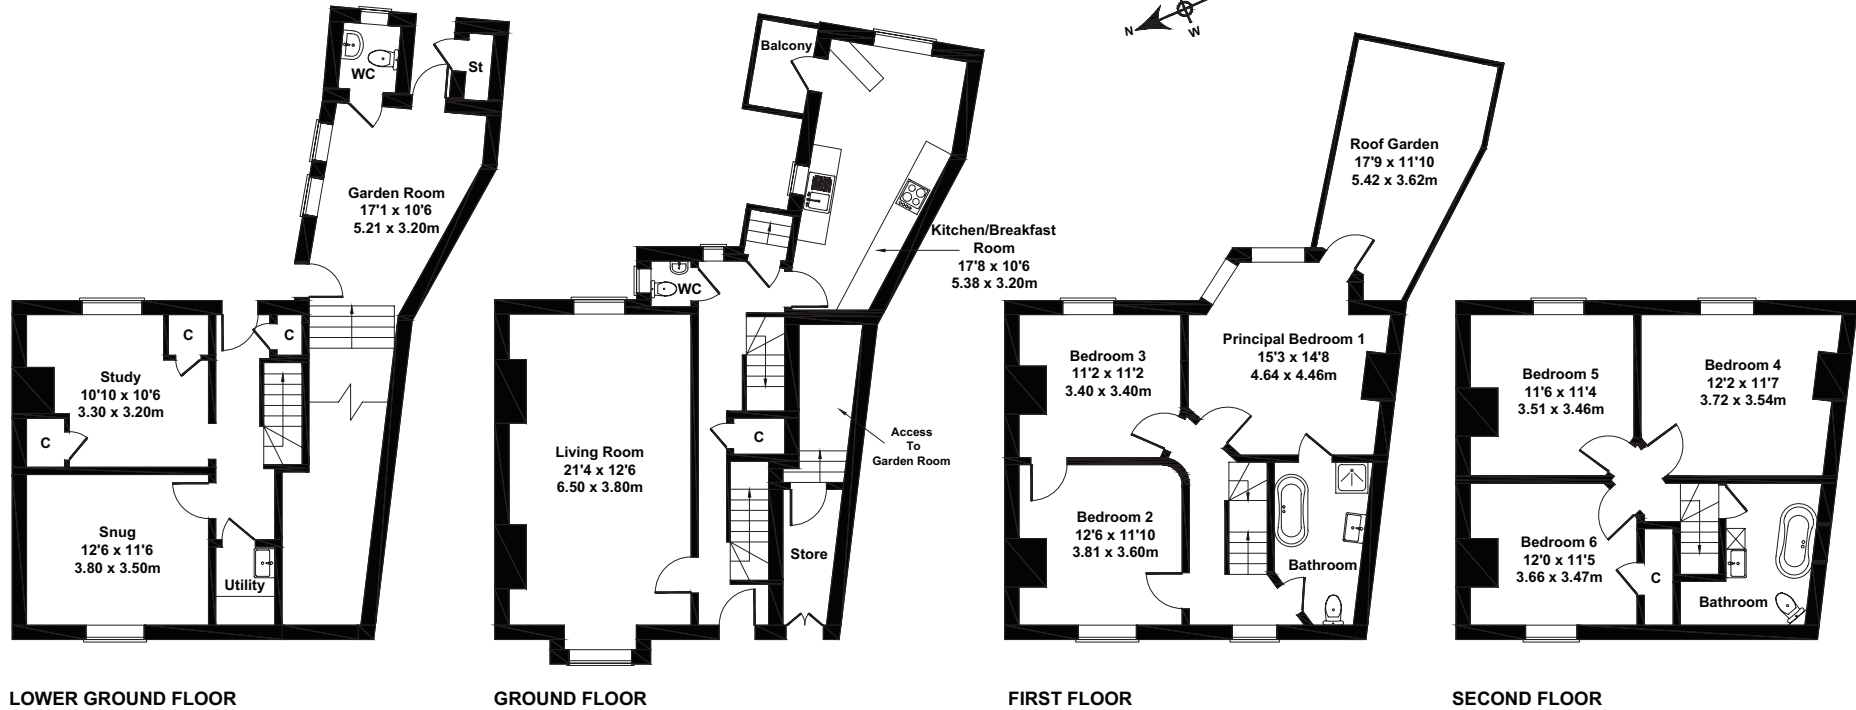 N
W
WC
St
Garden Room
17'1 x 10'6
5.21 x 3.20m
C
C
Study
10'10 x 10'6
3.30 x 3.20m
C
Snug
12'6 x 11'6
3.80 x 3.50m
Utility
LOWER GROUND FLOOR
Balcony
Kitchen/Breakfast
Room
17'8 x 10'6
5.38 x 3.20m
WC
Living Room
21'4 x 12'6
6.50 x 3.80m
C
Access
To
Garden Room
Store
GROUND FLOOR
Roof Garden
17'9 x 11'10
5.42 x 3.62m
Principal Bedroom 1
15'3 x 14'8
4.64 x 4.46m
Bedroom 3
11'2 x 11'2
3.40 x 3.40m
Bedroom 2
12'6 x 11'10
3.81 x 3.60m
Bathroom
FIRST FLOOR
Bedroom 5
11'6 x 11'4
3.51 x 3.46m
Bedroom 4
12'2 x 11'7
3.72 x 3.54m
Bedroom 6
12'0 x 11'5
3.66 x 3.47m
C
Bathroom
SECOND FLOOR